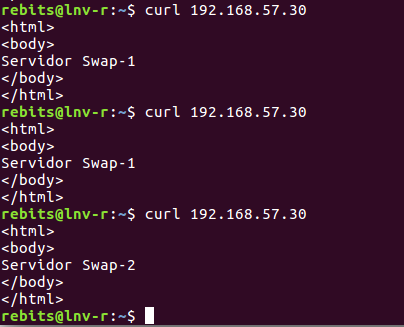 rebits@lnv-r:~$ curl 192.168.57.30
<html>
<body>
Servidor Swap-1
</body>
</html>
rebits@lnv-r:~$ curl 192.168.57.30
<html>
<body>
Servidor Swap-1
</body>
</html>
rebits@lnv-r:~$ curl 192.168.57.30
<html>
<body>
Servidor Swap-2
</body>
</html>
rebits@lnv-r:~$